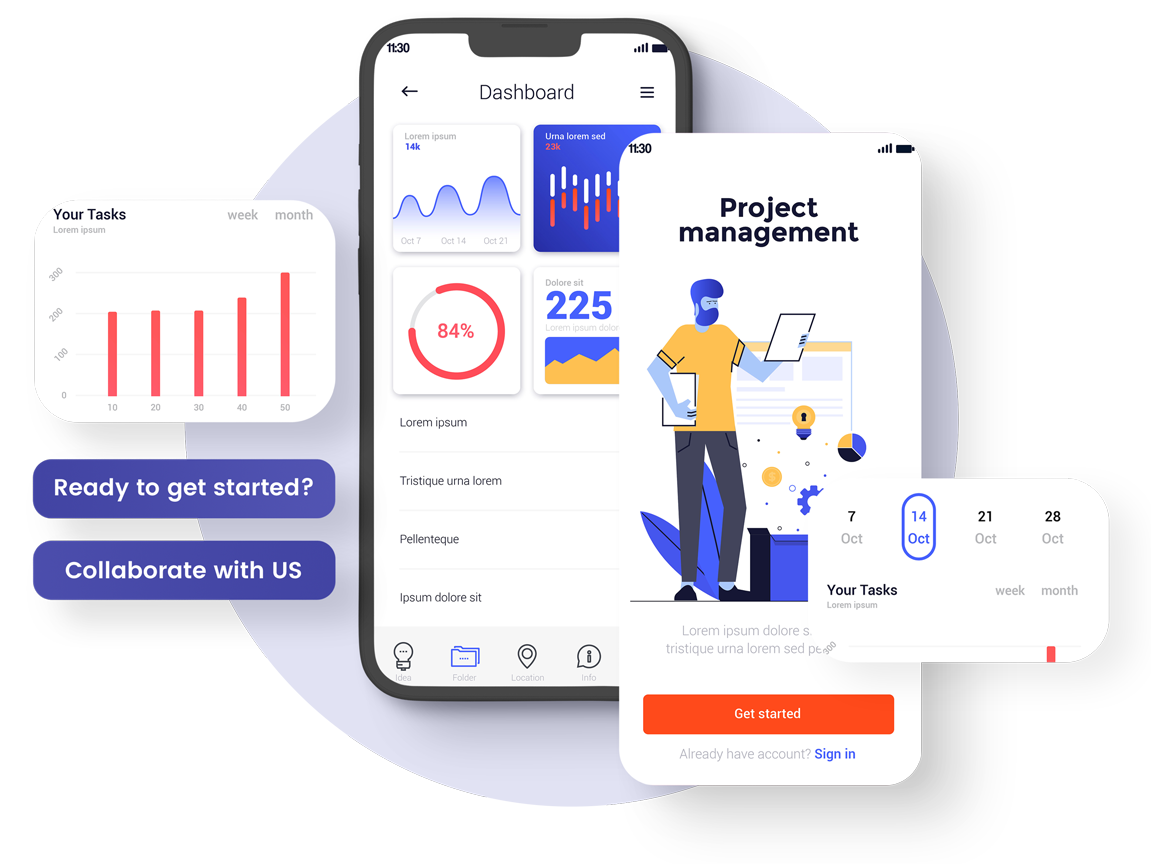 11:30
Dashboard
Lorem ipsum
14k
Oct 7 Oct 14 Oct 21
Urna lorem sed
23k
84%
Dolore sit
225
Lorem ipsum dolor
Lorem ipsum
Tristique urna lorem
Pellenteque
Ipsum dolore sit
Idea Folder Location Info
Your Tasks week month
Lorem ipsum
300
200
100
0
10 20 30 40 50
Ready to get started?
Collaborate with US
11:30
Project
management
Lorem ipsum dolore s.
tristique urna lorem sed pe
Get started
Already have account? Sign in
7 14 21 28
Oct Oct Oct Oct
Your Tasks week month
Lorem ipsum